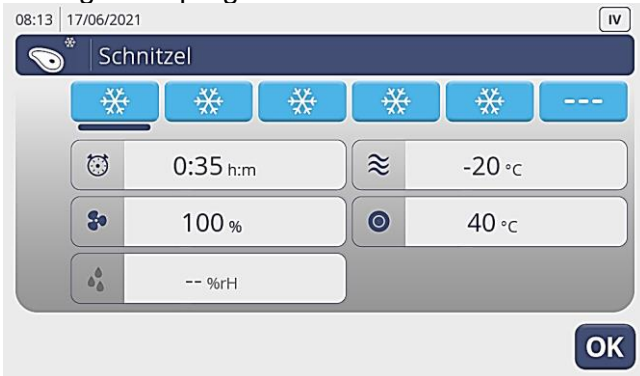 08:13 17/06/2021 IV
Schnitzel
---
0:35 h:m -20 °C
100 % 40 °C
-- %rH
OK